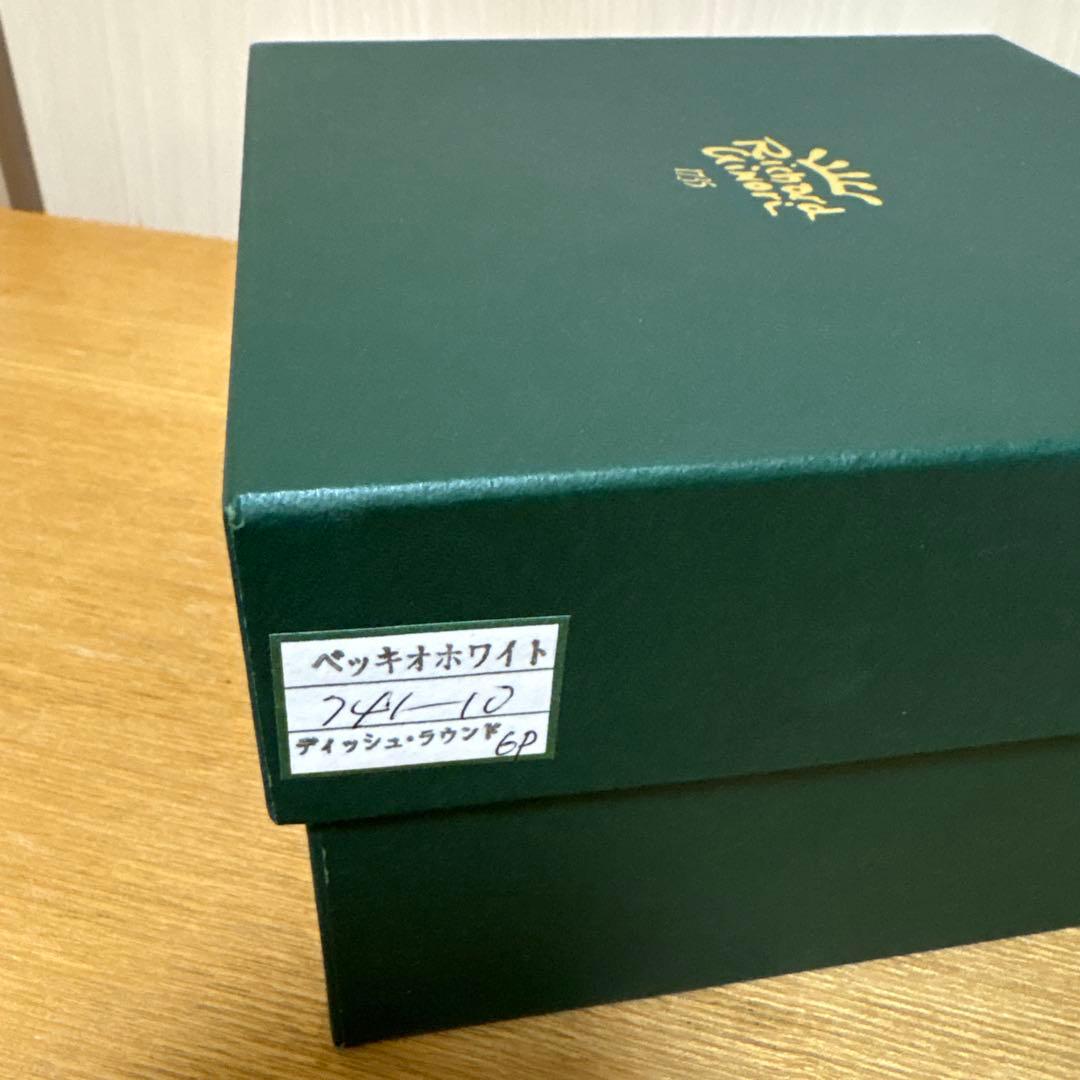 Richard
Ginori
1735
ベッキオホワイト
741-10
ディッシュ・ラウンド 6P